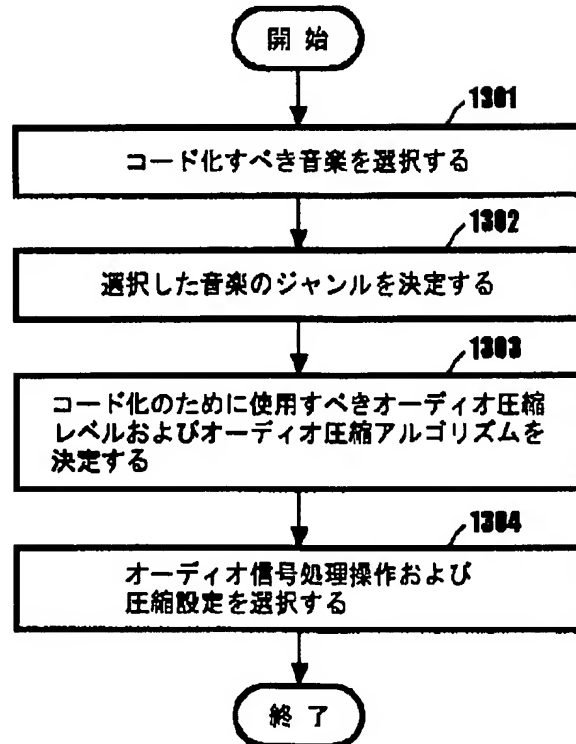 開始
1301
コード化すべき音楽を選択する
1302
選択した音楽のジャンルを決定する
1303
コード化のために使用すべきオーディオ圧縮
レベルおよびオーディオ圧縮アルゴリズムを
決定する
1304
オーディオ信号処理操作および
圧縮設定を選択する
終了